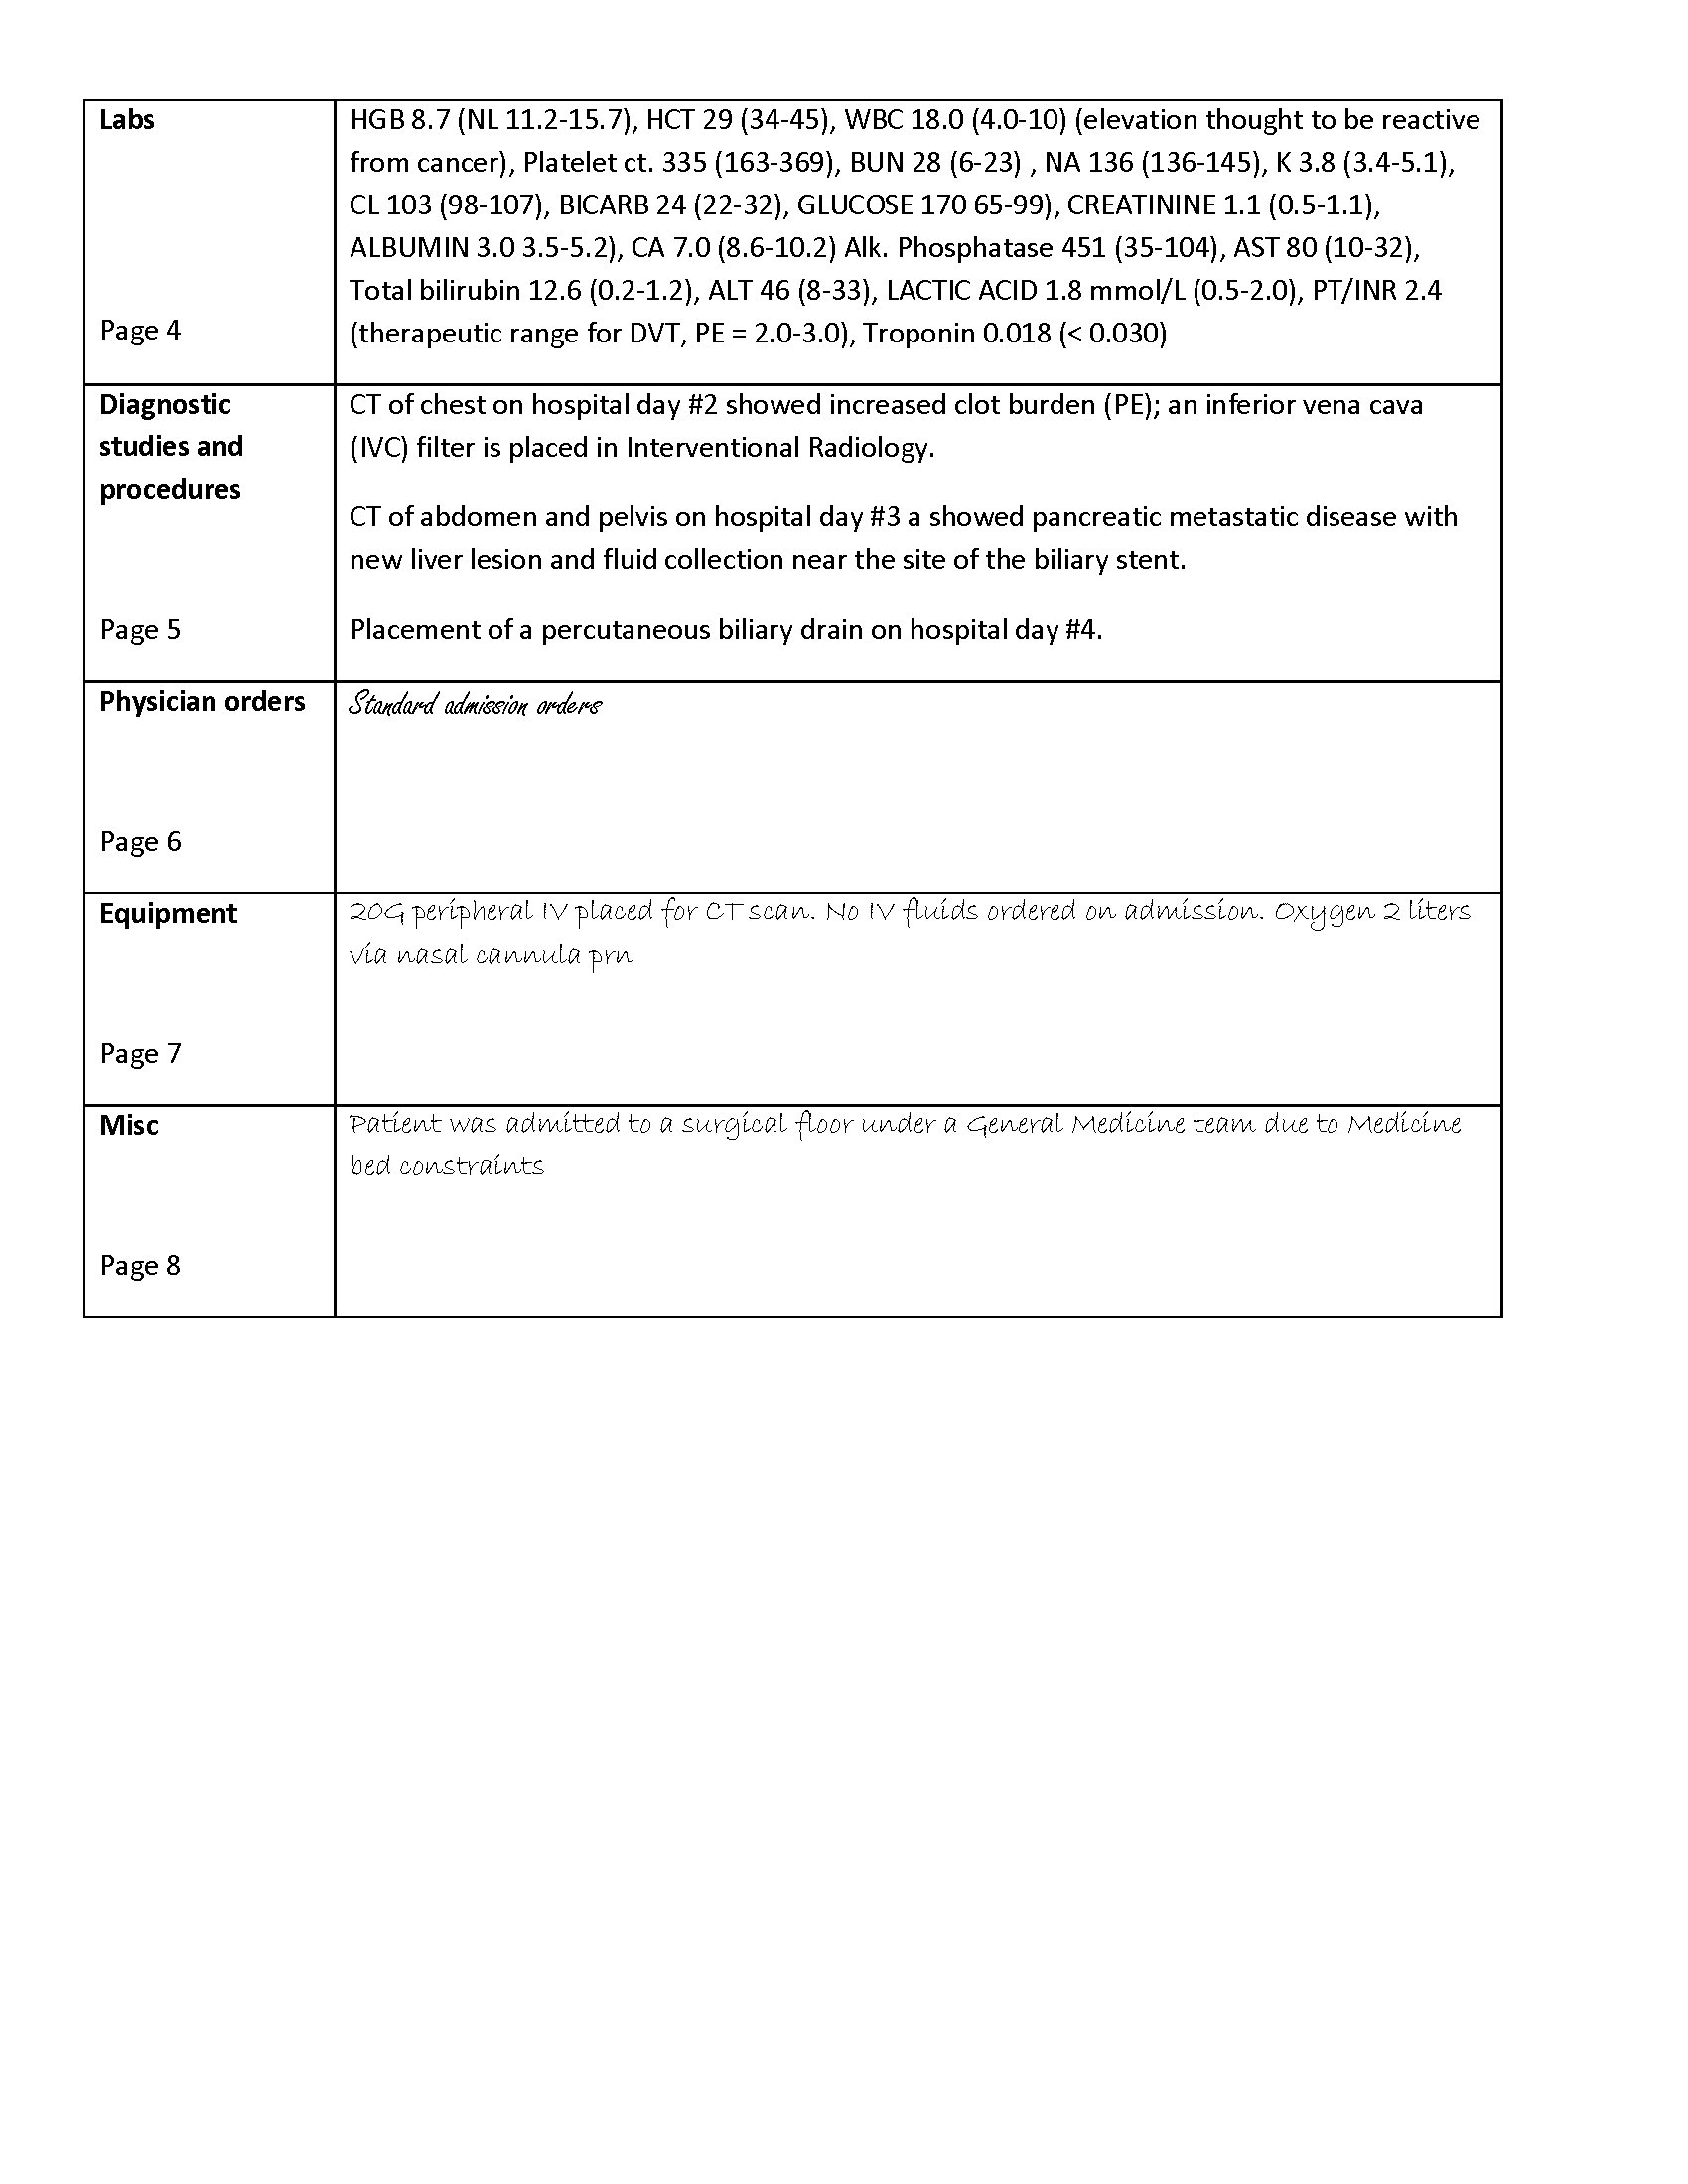 Labs
HGB 8.7 (NL 11.2-15.7), HCT 29 (34-45), WBC 18.0 (4.0-10) (elevation thought to be reactive
from cancer), Platelet ct. 335 (163-369), BUN 28 (6-23) , NA 136 (136-145), K 3.8 (3.4-5.1),
CL 103 (98-107), BICARB 24 (22-32), GLUCOSE 170 65-99), CREATININE 1.1 (0.5-1.1),
ALBUMIN 3.0 3.5-5.2), CA 7.0 (8.6-10.2) Alk. Phosphatase 451 (35-104), AST 80 (10-32),
Total bilirubin 12.6 (0.2-1.2), ALT 46 (8-33), LACTIC ACID 1.8 mmol/L (0.5-2.0), PT/INR 2.4
(therapeutic range for DVT, PE = 2.0-3.0), Troponin 0.018 (< 0.030)
Page 4
Diagnostic
studies and
procedures
CT of chest on hospital day #2 showed increased clot burden (PE); an inferior vena cava
(IVC) filter is placed in Interventional Radiology.
CT of abdomen and pelvis on hospital day #3 a showed pancreatic metastatic disease with
new liver lesion and fluid collection near the site of the biliary stent.
Page 5
Placement of a percutaneous biliary drain on hospital day #4.
Physician orders
Standard admission orders
Page 6
Equipment
20G peripheral IV placed for CT scan. No IV fluids ordered on admission. Oxygen 2 liters
via nasal cannula prn
Page 7
Misc
Patient was admitted to a surgical floor under a General Medicine team due to Medicine
bed constraints
Page 8